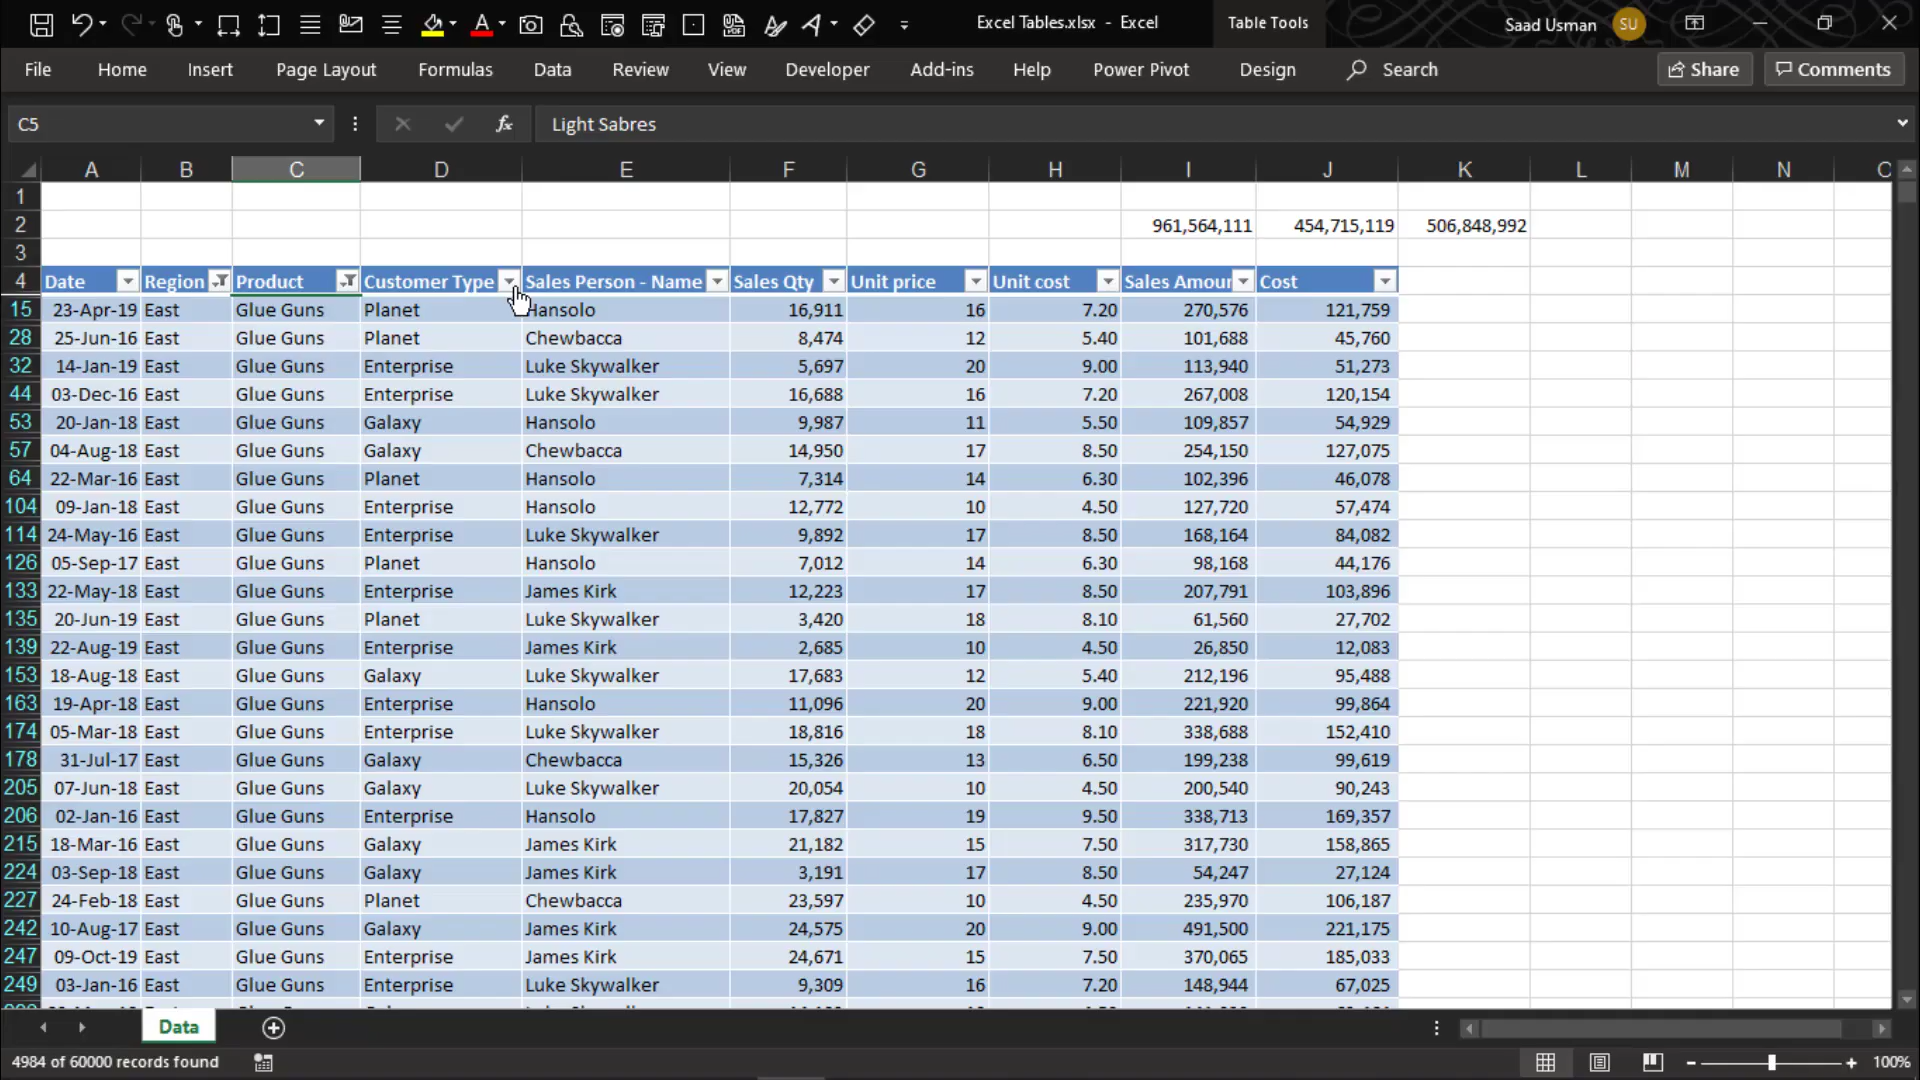 Excel Tables.xlsx - Excel
Table Tools
Saad Usman
SU
File Home Insert Page Layout Formulas Data Review View Developer Add-ins Help Power Pivot Design Search Share Comments
C5 fx Light Sabres
A B C D E F G H I J K L M N
1
2 961,564,111 454,715,119 506,848,992
3
4 Date Region Product Customer Type Sales Person - Name Sales Qty Unit price Unit cost Sales Amour Cost
15 23-Apr-19 East Glue Guns Planet Hansolo 16,911 16 7.20 270,576 121,759
28 25-Jun-16 East Glue Guns Planet Chewbacca 8,474 12 5.40 101,688 45,760
32 14-Jan-19 East Glue Guns Enterprise Luke Skywalker 5,697 20 9.00 113,940 51,273
44 03-Dec-16 East Glue Guns Enterprise Luke Skywalker 16,688 16 7.20 267,008 120,154
53 20-Jan-18 East Glue Guns Galaxy Hansolo 9,987 11 5.50 109,857 54,929
57 04-Aug-18 East Glue Guns Galaxy Chewbacca 14,950 17 8.50 254,150 127,075
64 22-Mar-16 East Glue Guns Planet Hansolo 7,314 14 6.30 102,396 46,078
104 09-Jan-18 East Glue Guns Enterprise Hansolo 12,772 10 4.50 127,720 57,474
114 24-May-16 East Glue Guns Enterprise Luke Skywalker 9,892 17 8.50 168,164 84,082
126 05-Sep-17 East Glue Guns Planet Hansolo 7,012 14 6.30 98,168 44,176
133 22-May-18 East Glue Guns Enterprise James Kirk 12,223 17 8.50 207,791 103,896
135 20-Jun-19 East Glue Guns Planet Luke Skywalker 3,420 18 8.10 61,560 27,702
139 22-Aug-19 East Glue Guns Enterprise James Kirk 2,685 10 4.50 26,850 12,083
153 18-Aug-18 East Glue Guns Galaxy Luke Skywalker 17,683 12 5.40 212,196 95,488
163 19-Apr-18 East Glue Guns Enterprise Hansolo 11,096 20 9.00 221,920 99,864
174 05-Mar-18 East Glue Guns Enterprise Luke Skywalker 18,816 18 8.10 338,688 152,410
178 31-Jul-17 East Glue Guns Galaxy Chewbacca 15,326 13 6.50 199,238 99,619
205 07-Jun-18 East Glue Guns Galaxy Luke Skywalker 20,054 10 4.50 200,540 90,243
206 02-Jan-16 East Glue Guns Enterprise Hansolo 17,827 19 9.50 338,713 169,357
215 18-Mar-16 East Glue Guns Galaxy James Kirk 21,182 15 7.50 317,730 158,865
224 03-Sep-18 East Glue Guns Galaxy James Kirk 3,191 17 8.50 54,247 27,124
227 24-Feb-18 East Glue Guns Planet Chewbacca 23,597 10 4.50 235,970 106,187
242 10-Aug-17 East Glue Guns Galaxy James Kirk 24,575 20 9.00 491,500 221,175
247 09-Oct-19 East Glue Guns Enterprise James Kirk 24,671 15 7.50 370,065 185,033
249 03-Jan-16 East Glue Guns Enterprise Luke Skywalker 9,309 16 7.20 148,944 67,025
Data
4984 of 60000 records found
100%